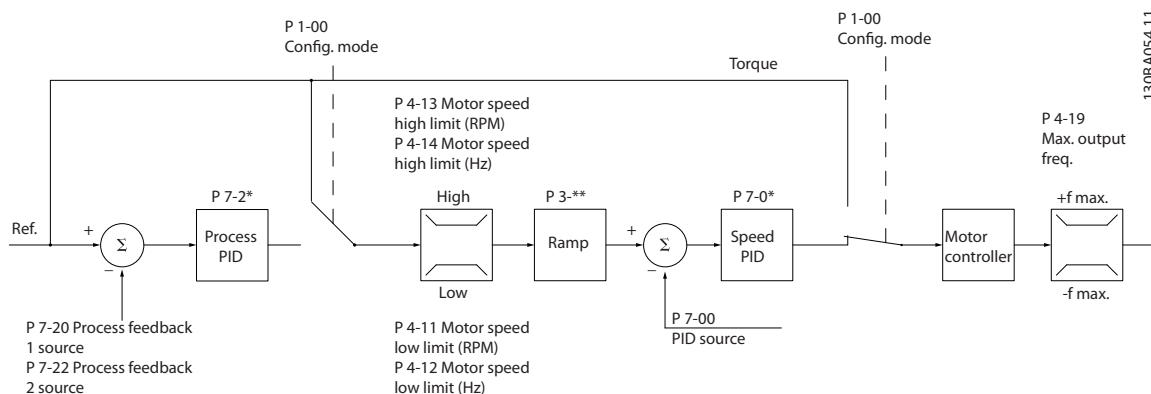 P 1-00
Config. mode
P 1-00
Config. mode
130BA054.11
Torque
P 4-13 Motor speed
high limit (RPM)
P 4-14 Motor speed
high limit (Hz)
P 4-19
Max. output
freq.
P 7-2*
High
P 3-**
P 7-0*
+f max.
Ref.
+
Σ
_
Process
PID
Ramp
+
Σ
_
Speed
PID
Motor
controller
Low
-f max.
P 7-20 Process feedback
1 source
P 7-22 Process feedback
2 source
P 4-11 Motor speed
low limit (RPM)
P 4-12 Motor speed
low limit (Hz)
P 7-00
PID source